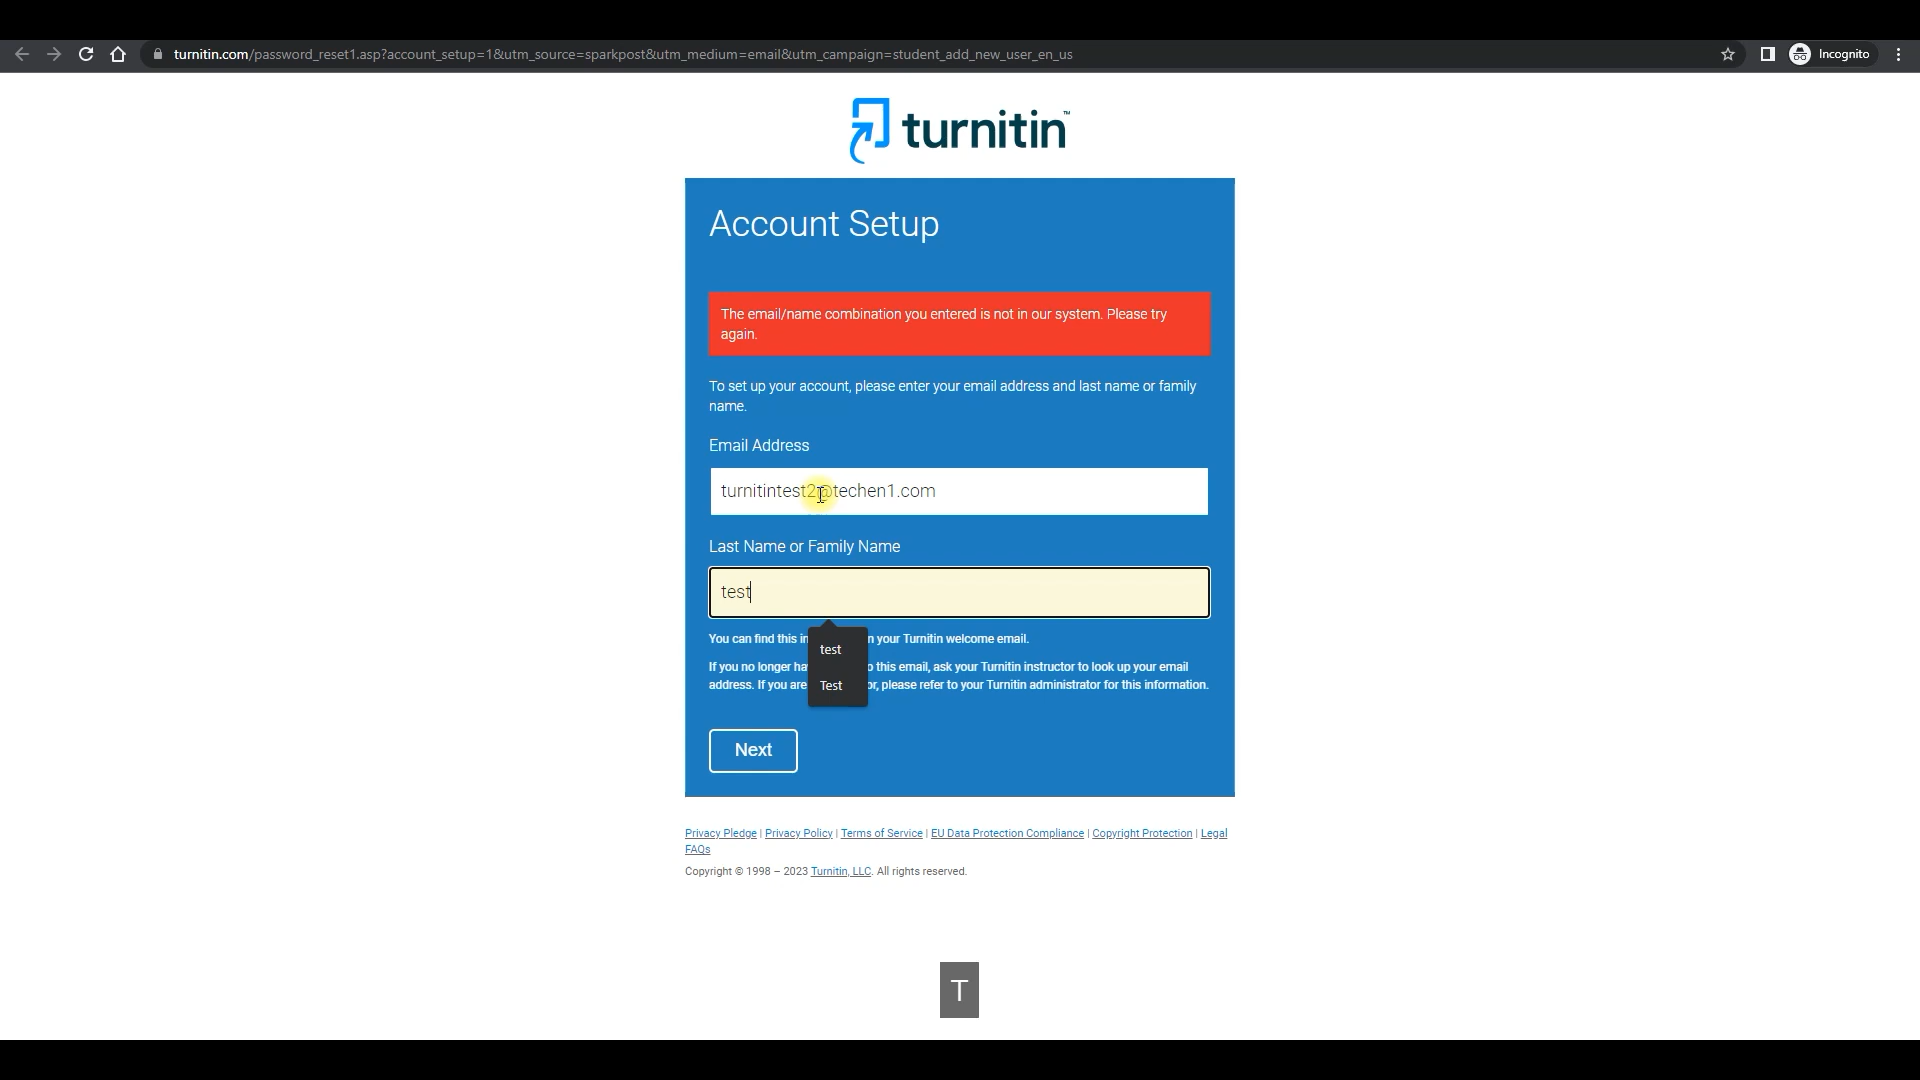 turnitin.com/password_reset1.asp?account_setup=1&utm_source=sparkpost&utm_medium=email&utm_campaign=student_add_new_user_en_us
Incognito
turnitin™
Account Setup
The email/name combination you entered is not in our system. Please try
again.
To set up your account, please enter your email address and last name or family
name.
Email Address
turnitintest2@techen1.com
Last Name or Family Name
test
You can find this in n your Turnitin welcome email.
test
If you no longer ha o this email, ask your Turnitin instructor to look up your email
address. If you are or, please refer to your Turnitin administrator for this information.
Test
Next
Privacy Pledge | Privacy Policy | Terms of Service | EU Data Protection Compliance | Copyright Protection | Legal
FAQs
Copyright © 1998 – 2023 Turnitin, LLC. All rights reserved.
T